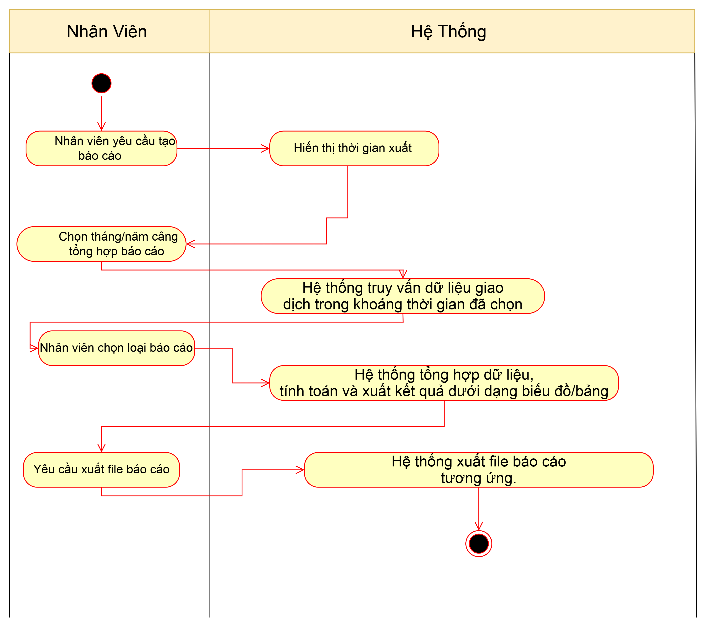 Nhân Viên
Hệ Thống
Nhân viên yêu cầu tạo
báo cáo
Hiển thị thời gian xuất
Chọn tháng/năm câng
tổng hợp báo cáo
Hệ thống truy vấn dữ liệu giao
dịch trong khoảng thời gian đã chọn
Nhân viên chọn loại báo cáo
Hệ thống tổng hợp dữ liệu,
tính toán và xuất kết quả dưới dạng biểu đồ/bảng
Yêu cầu xuất file báo cáo
Hệ thống xuất file báo cáo
tương ứng.